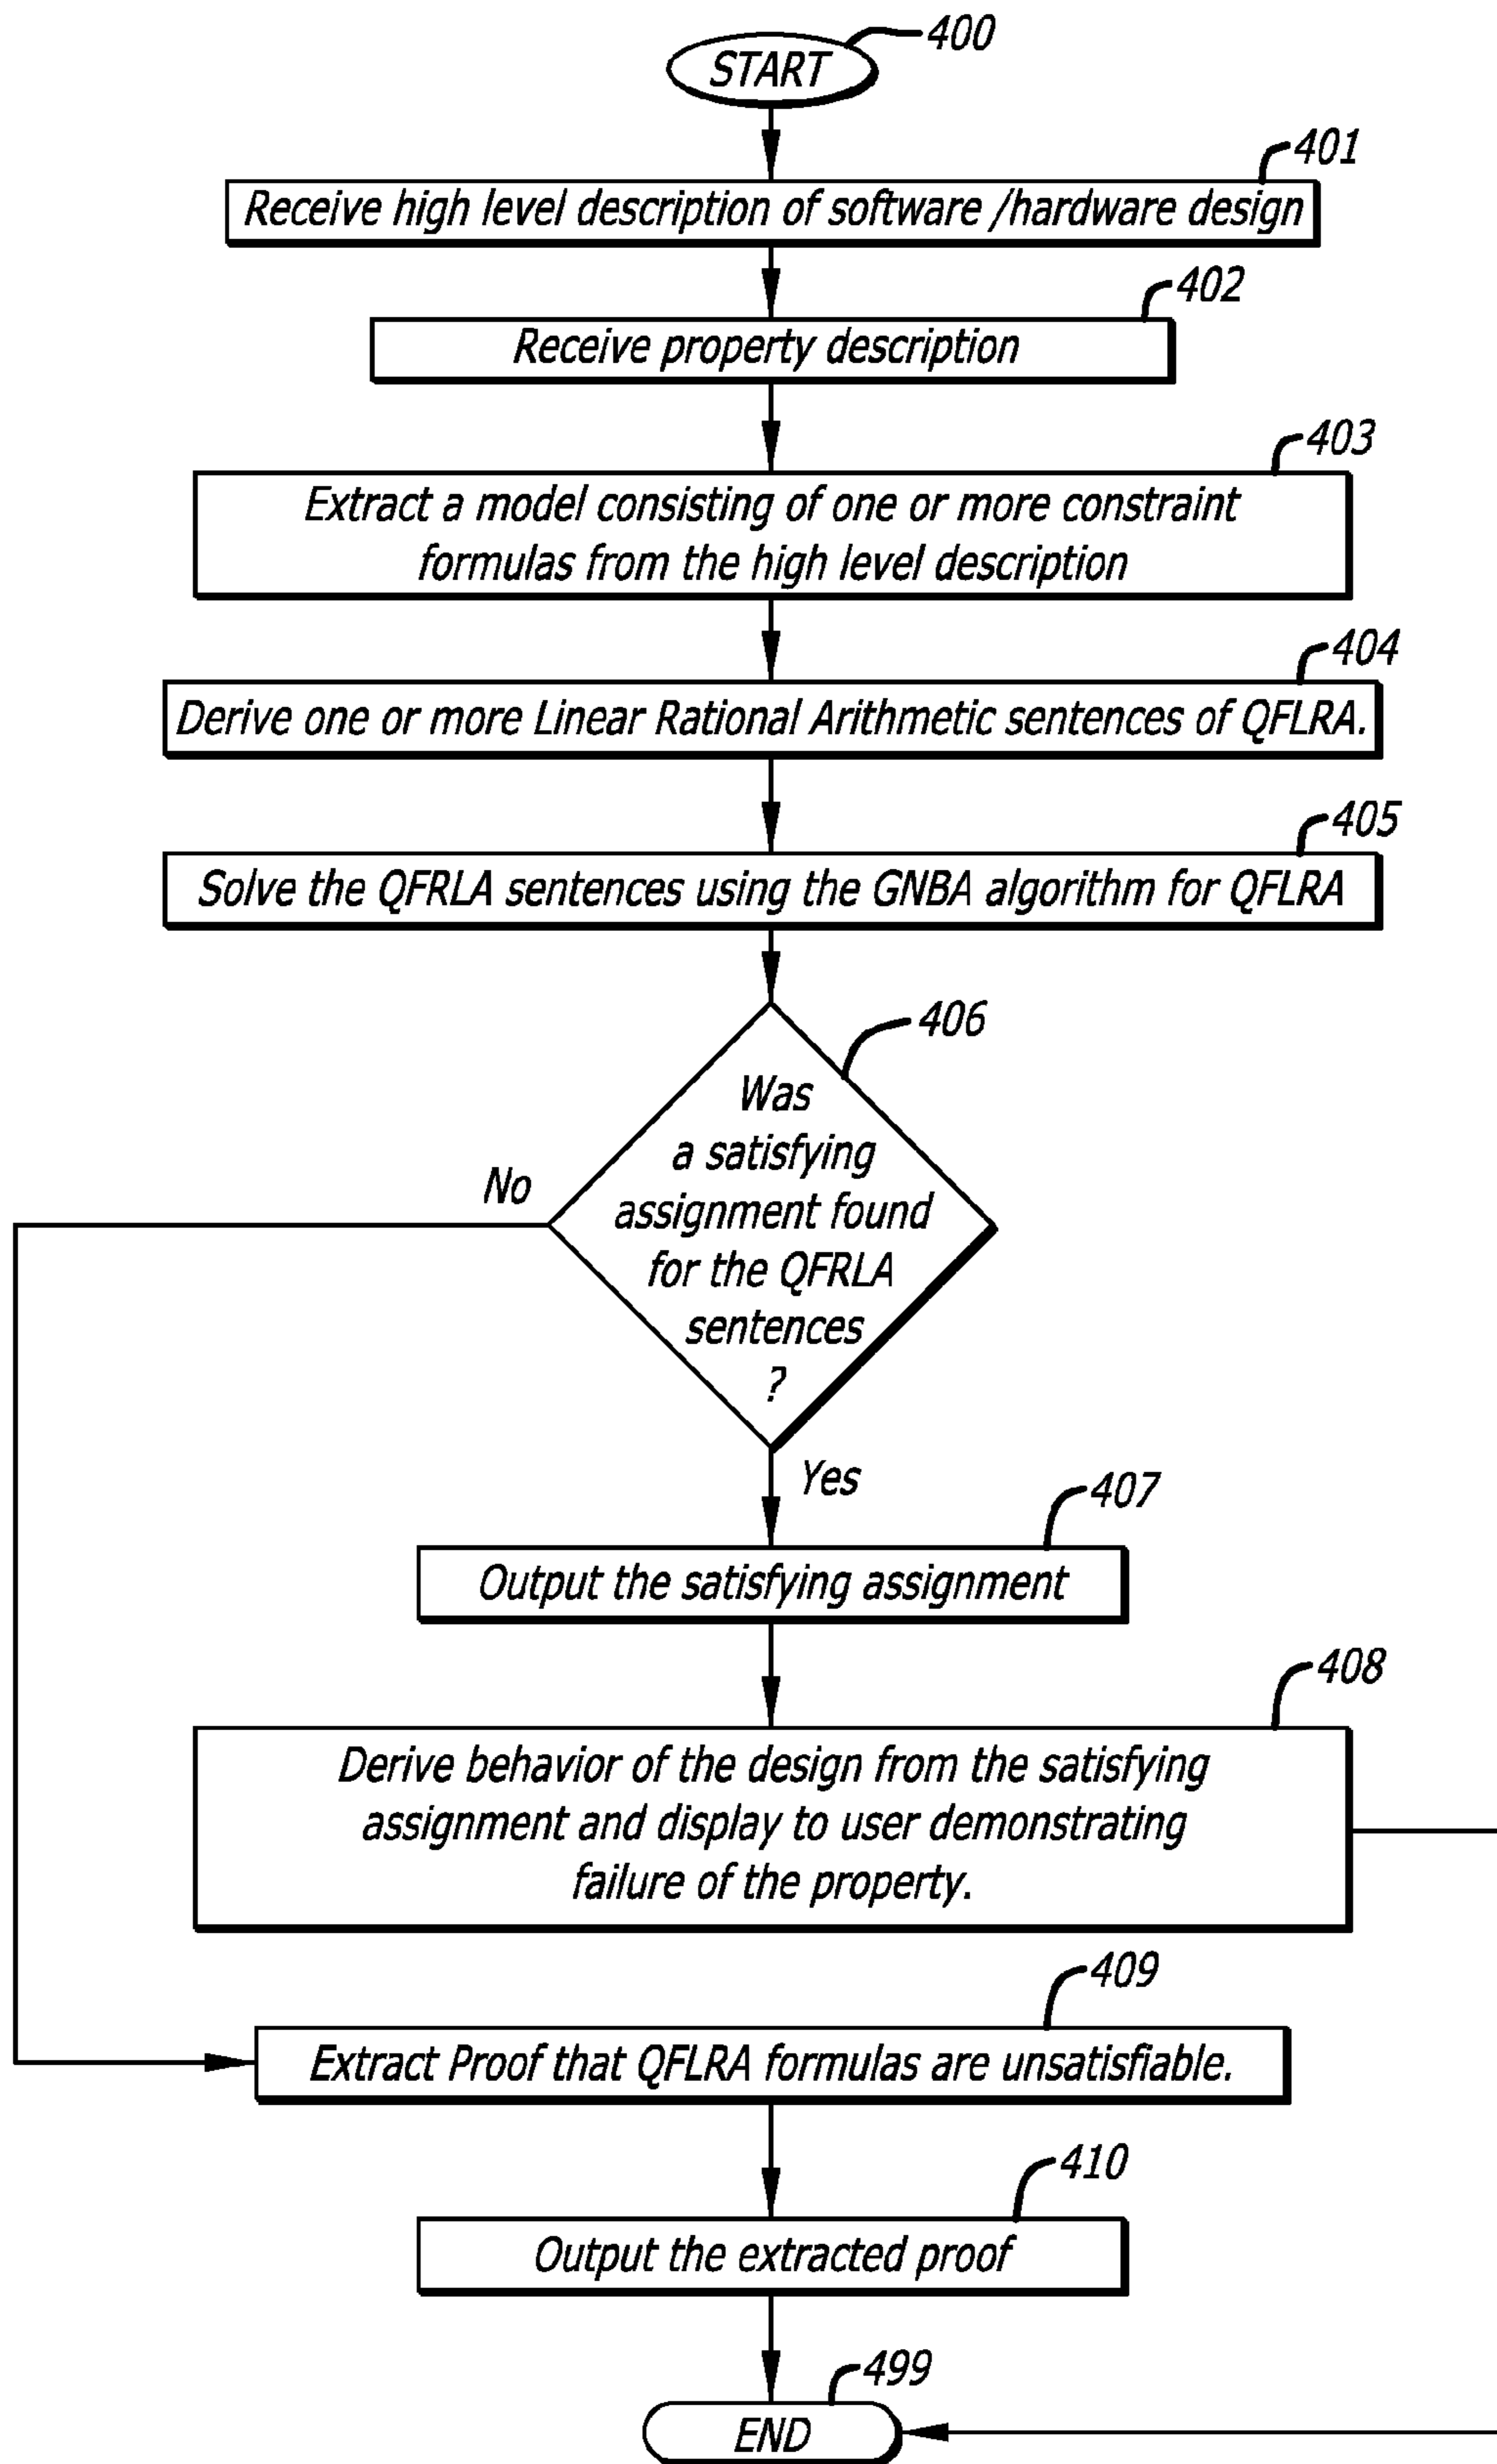 400
START
401
Receive high level description of software /hardware design
402
Receive property description
403
Extract a model consisting of one or more constraint
formulas from the high level description
404
Derive one or more Linear Rational Arithmetic sentences of QFLRA.
405
Solve the QFRLA sentences using the GNBA algorithm for QFLRA
406
Was
a satisfying
assignment found
for the QFRLA
sentences
?
No
Yes
407
Output the satisfying assignment
408
Derive behavior of the design from the satisfying
assignment and display to user demonstrating
failure of the property.
409
Extract Proof that QFLRA formulas are unsatisfiable.
410
Output the extracted proof
499
END